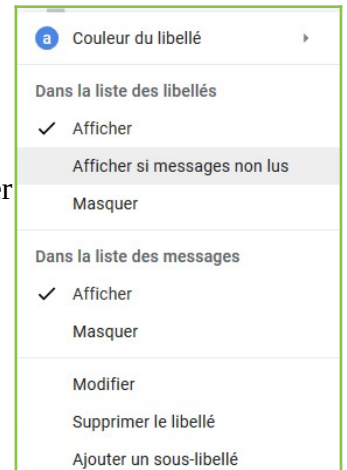 a Couleur du libellé
Dans la liste des libellés
Afficher
Afficher si messages non lus
er
Masquer
Dans la liste des messages
Afficher
Masquer
Modifier
Supprimer le libellé
Ajouter un sous-libellé